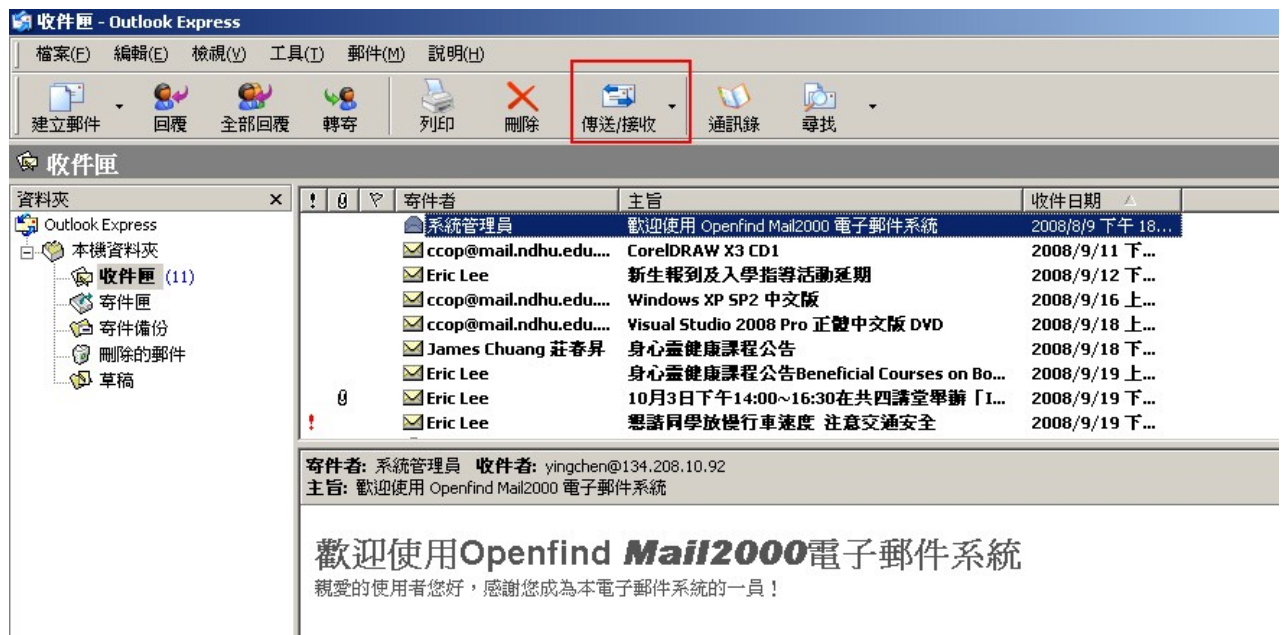 收件匣 - Outlook Express
檔案(F) 編輯(E) 檢視(V) 工具(T) 郵件(M) 說明(H)
建立郵件 回覆 全部回覆 轉寄 列印 刪除 傳送/接收 通訊錄 尋找
收件匣
資料夾 × ! 寄件者 主旨 收件日期
Outlook Express 系統管理員 歡迎使用 Openfind Mail2000 電子郵件系統 2008/8/9 下午 18...
本機資料夾 ccop@mail.ndhu.edu.... CorelDRAW X3 CD1 2008/9/11 下...
收件匣 (11) Eric Lee 新生報到及入學指導活動延期 2008/9/12 下...
寄件匣 ccop@mail.ndhu.edu.... Windows XP SP2 中文版 2008/9/16 上...
寄件備份 ccop@mail.ndhu.edu.... Visual Studio 2008 Pro 正體中文版 DVD 2008/9/18 上...
刪除的郵件 James Chuang 莊春昇 身心靈健康課程公告 2008/9/18 下...
草稿 Eric Lee 身心靈健康課程公告Beneficial Courses on Bo... 2008/9/19 上...
Eric Lee 10月3日下午14:00~16:30在共四講堂舉辦「I... 2008/9/19 下...
! Eric Lee 懇請同學放慢行車速度 注意交通安全 2008/9/19 下...
寄件者: 系統管理員 收件者: yingchen@134.208.10.92
主旨: 歡迎使用 Openfind Mail2000 電子郵件系統
歡迎使用Openfind Mail2000電子郵件系統
親愛的使用者您好，感謝您成為本電子郵件系統的一員！